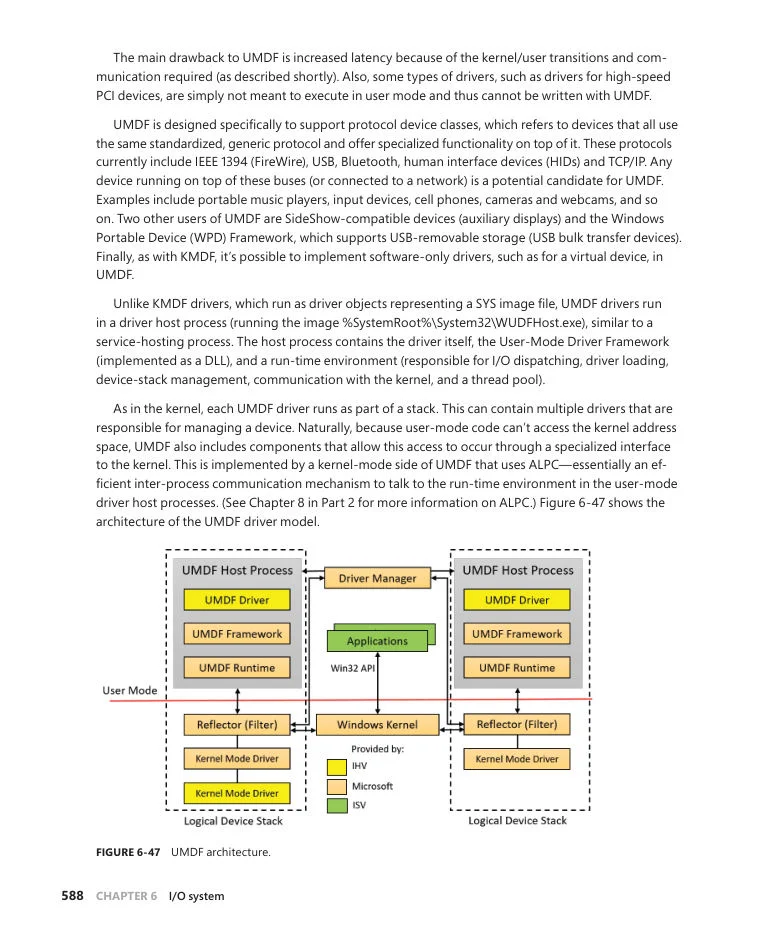 The main drawback to UMDF is increased latency because of the kernel/user transitions and com-
munication required (as described shortly). Also, some types of drivers, such as drivers for high-speed
PCI devices, are simply not meant to execute in user mode and thus cannot be written with UMDF.
UMDF is designed specifically to support protocol device classes, which refers to devices that all use
the same standardized, generic protocol and offer specialized functionality on top of it. These protocols
currently include IEEE 1394 (FireWire), USB, Bluetooth, human interface devices (HIDs) and TCP/IP. Any
device running on top of these buses (or connected to a network) is a potential candidate for UMDF.
Examples include portable music players, input devices, cell phones, cameras and webcams, and so
on. Two other users of UMDF are SideShow-compatible devices (auxiliary displays) and the Windows
Portable Device (WPD) Framework, which supports USB-removable storage (USB bulk transfer devices).
Finally, as with KMDF, it's possible to implement software-only drivers, such as for a virtual device, in
UMDF.
Unlike KMDF drivers, which run as driver objects representing a SYS image file, UMDF drivers run
in a driver host process (running the image %SystemRoot%\System32\WUDFHost.exe), similar to a
service-hosting process. The host process contains the driver itself, the User-Mode Driver Framework
(implemented as a DLL), and a run-time environment (responsible for I/O dispatching, driver loading,
device-stack management, communication with the kernel, and a thread pool).
As in the kernel, each UMDF driver runs as part of a stack. This can contain multiple drivers that are
responsible for managing a device. Naturally, because user-mode code can't access the kernel address
space, UMDF also includes components that allow this access to occur through a specialized interface
to the kernel. This is implemented by a kernel-mode side of UMDF that uses ALPC—essentially an ef-
ficient inter-process communication mechanism to talk to the run-time environment in the user-mode
driver host processes. (See Chapter 8 in Part 2 for more information on ALPC.) Figure 6-47 shows the
architecture of the UMDF driver model.
UMDF Host Process
Driver Manager
UMDF Host Process
UMDF Driver
UMDF Driver
UMDF Framework
Applications
UMDF Framework
UMDF Runtime
Win32 API
UMDF Runtime
User Mode
Reflector (Filter)
Windows Kernel
Reflector (Filter)
Provided by:
Kernel Mode Driver
IHV
Kernel Mode Driver
Microsoft
Kernel Mode Driver
ISV
Logical Device Stack
Logical Device Stack
FIGURE 6-47 UMDF architecture.
588 CHAPTER 6 I/O system